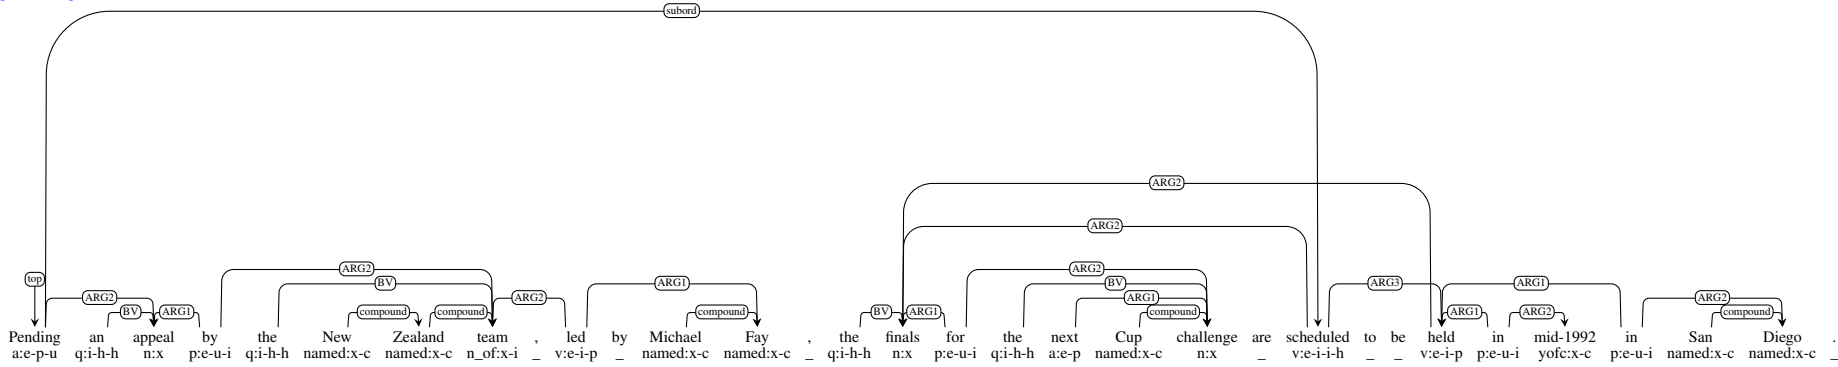 subord
ARG2
ARG2
top ARG2 BV ARG1 ARG3 ARG1
ARG2 ARG2 BV ARG1 ARG2
BV ARG1 compound compound compound BV ARG1 compound ARG1 ARG2 compound
Pending an appeal by the New Zealand team , led by Michael Fay , the finals for the next Cup challenge are scheduled to be held in mid-1992 in San Diego .
a:e-p-u q:i-h-h n:x p:e-u-i q:i-h-h named:x-c named:x-c n_of:x-i _ v:e-i-p _ named:x-c named:x-c _ q:i-h-h n:x p:e-u-i q:i-h-h a:e-p named:x-c n:x _ v:e-i-i-h _ _ v:e-i-p p:e-u-i yofc:x-c p:e-u-i named:x-c named:x-c _